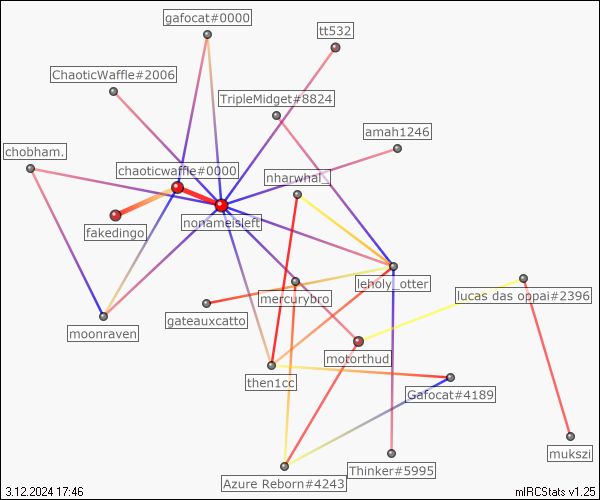 gafocat#0000
tt532
ChaoticWaffle#2006
TripleMidget#8824
amah1246
chobham.
chaoticwaffle#0000
nharwhal_
nonameisleft
fakedingo
leholy_otter
lucas das oppai#2396
mercurybro
gateauxcatto
moonraven
motorthud
then1cc
Gafocat#4189
mukszi
Thinker#5995
Azure Reborn#4243
3.12.2024 17:46
mIRCStats v1.25